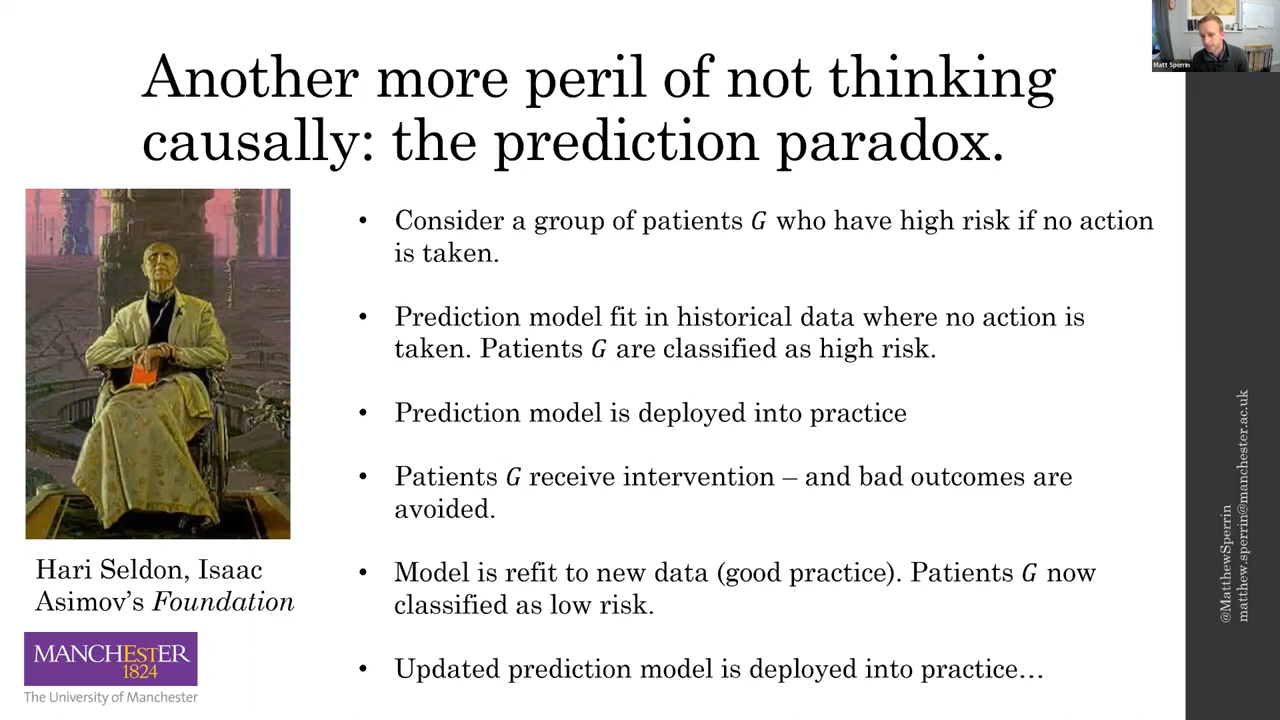 Another more peril of not thinking
causally: the prediction paradox.
Matt Sperrin
• Consider a group of patients G who have high risk if no action
is taken.
• Prediction model fit in historical data where no action is
taken. Patients G are classified as high risk.
• Prediction model is deployed into practice
• Patients G receive intervention – and bad outcomes are
avoided.
• Model is refit to new data (good practice). Patients G now
classified as low risk.
• Updated prediction model is deployed into practice…
Hari Seldon, Isaac
Asimov’s Foundation
MANCHEstER
1824
The University of Manchester
@MatthewSperrin
matthew.sperrin@manchester.ac.uk